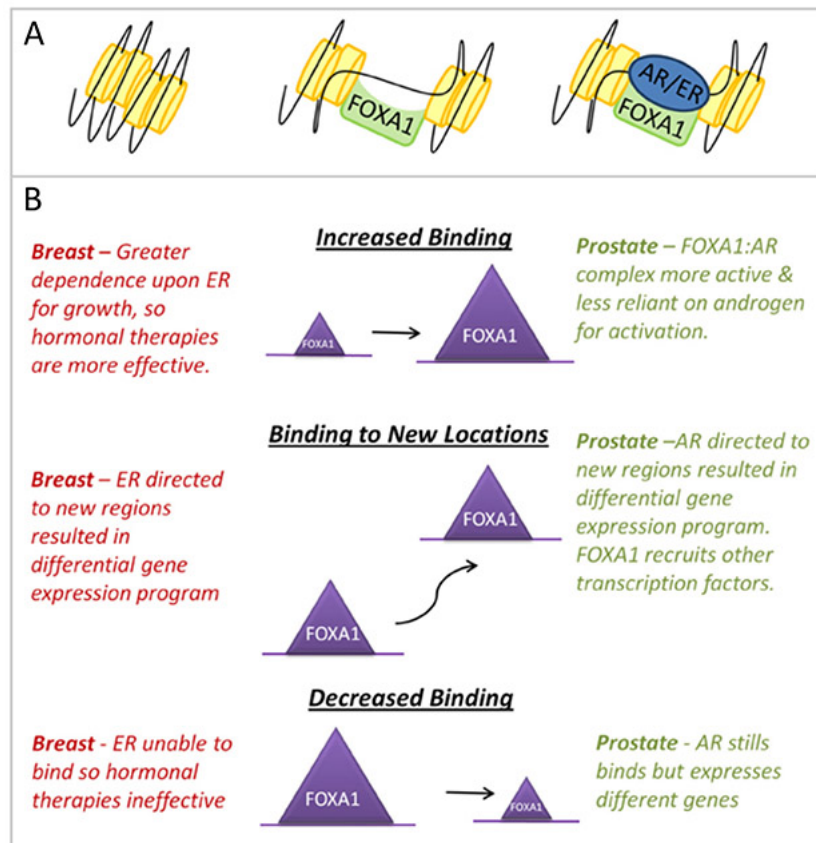 A
FOXA1
AR/ER
FOXA1
B
Increased Binding
Breast – Greater
dependence upon ER
for growth, so
hormonal therapies
are more effective.
FOXA1
FOXA1
Prostate – FOXA1:AR
complex more active &
less reliant on androgen
for activation.
Binding to New Locations
Breast – ER directed
to new regions
resulted in
differential gene
expression program
FOXA1
FOXA1
Prostate –AR directed to
new regions resulted in
differential gene
expression program.
FOXA1 recruits other
transcription factors.
Decreased Binding
Breast - ER unable to
bind so hormonal
therapies ineffective
FOXA1
FOXA1
Prostate - AR stills
binds but expresses
different genes